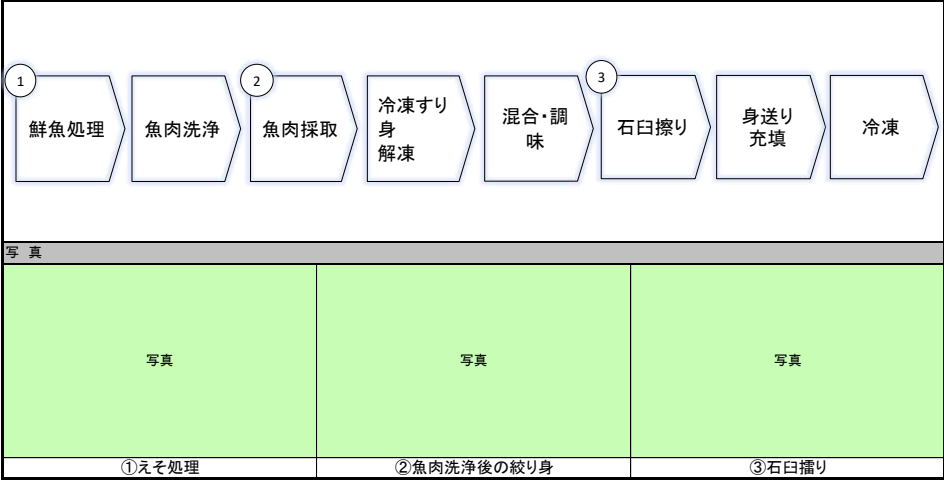 1
鮮魚処理
魚肉洗浄
2
魚肉採取
冷凍すり
身
解凍
混合・調
味
3
石臼擦り
身送り
充填
冷凍
写 真
写真
写真
写真
①えそ処理
②魚肉洗浄後の絞り身
③石臼擂り